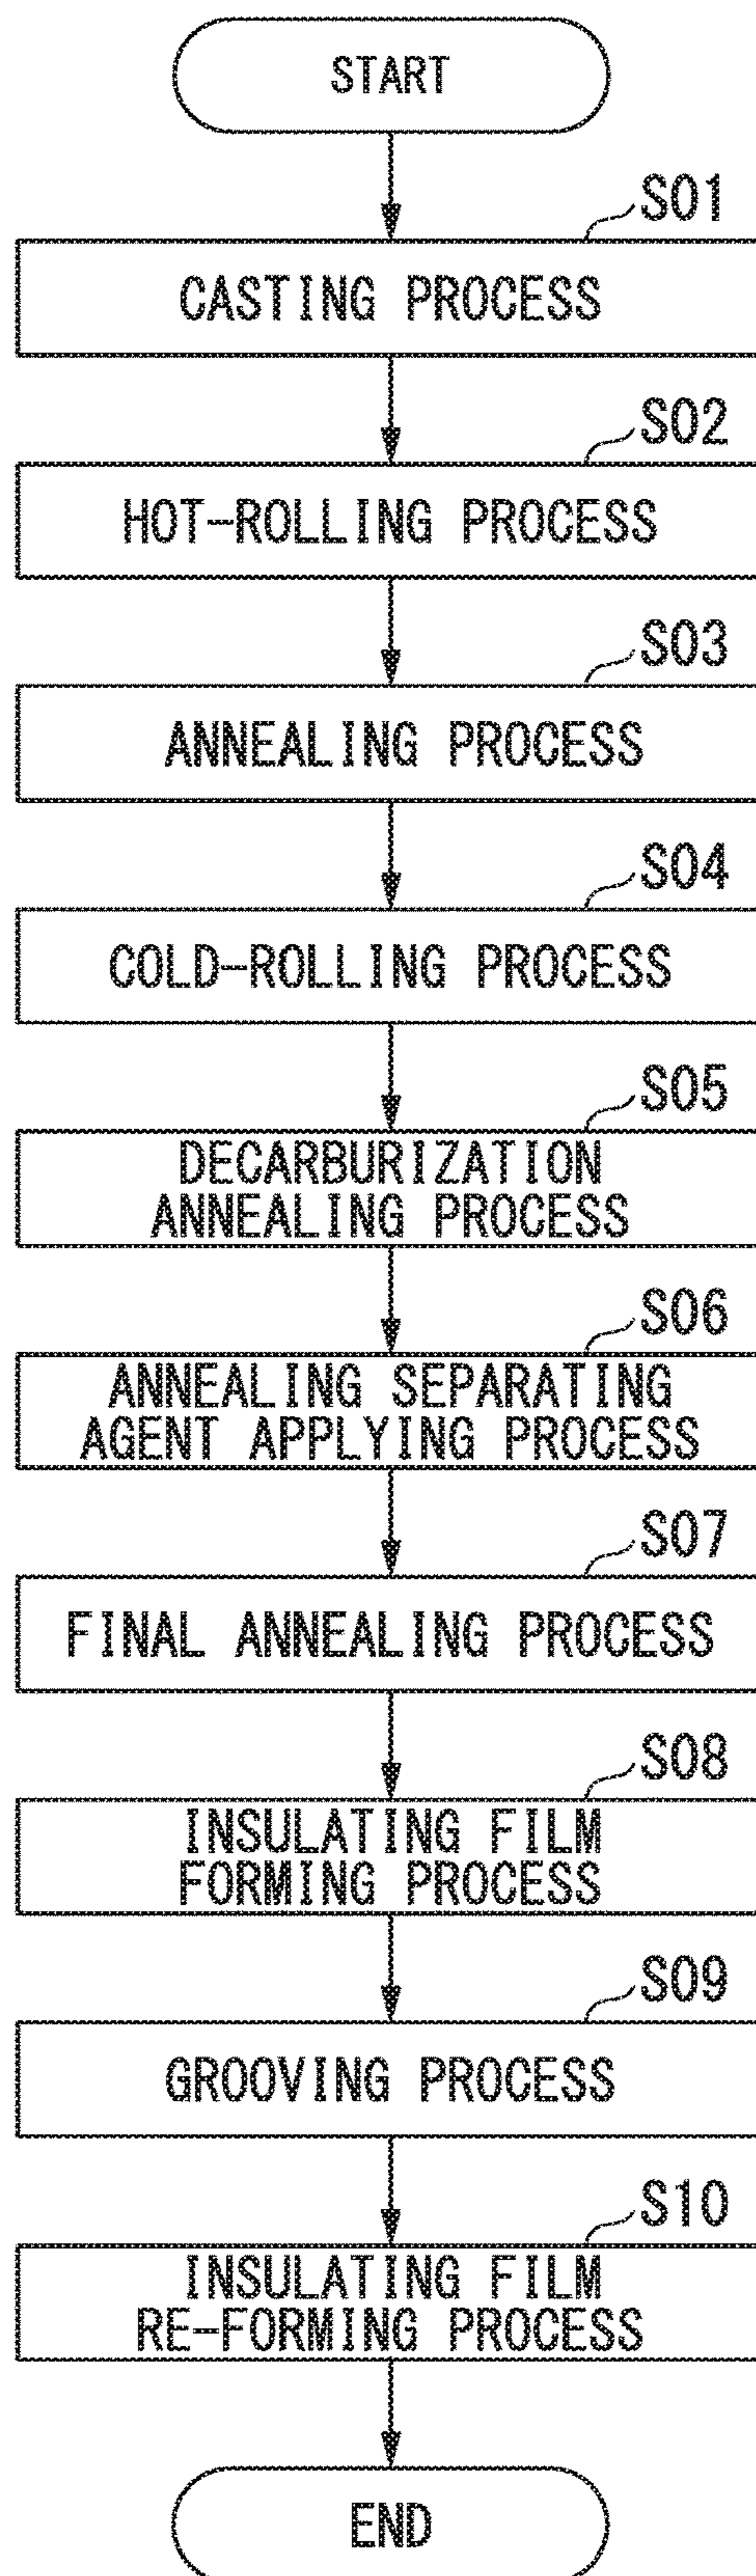 START
S01
CASTING PROCESS
S02
HOT-ROLLING PROCESS
S03
ANNEALING PROCESS
S04
COLD-ROLLING PROCESS
S05
DECARBURIZATION
ANNEALING PROCESS
S06
ANNEALING SEPARATING
AGENT APPLYING PROCESS
S07
FINAL ANNEALING PROCESS
S08
INSULATING FILM
FORMING PROCESS
S09
GROOVING PROCESS
S10
INSULATING FILM
RE-FORMING PROCESS
END